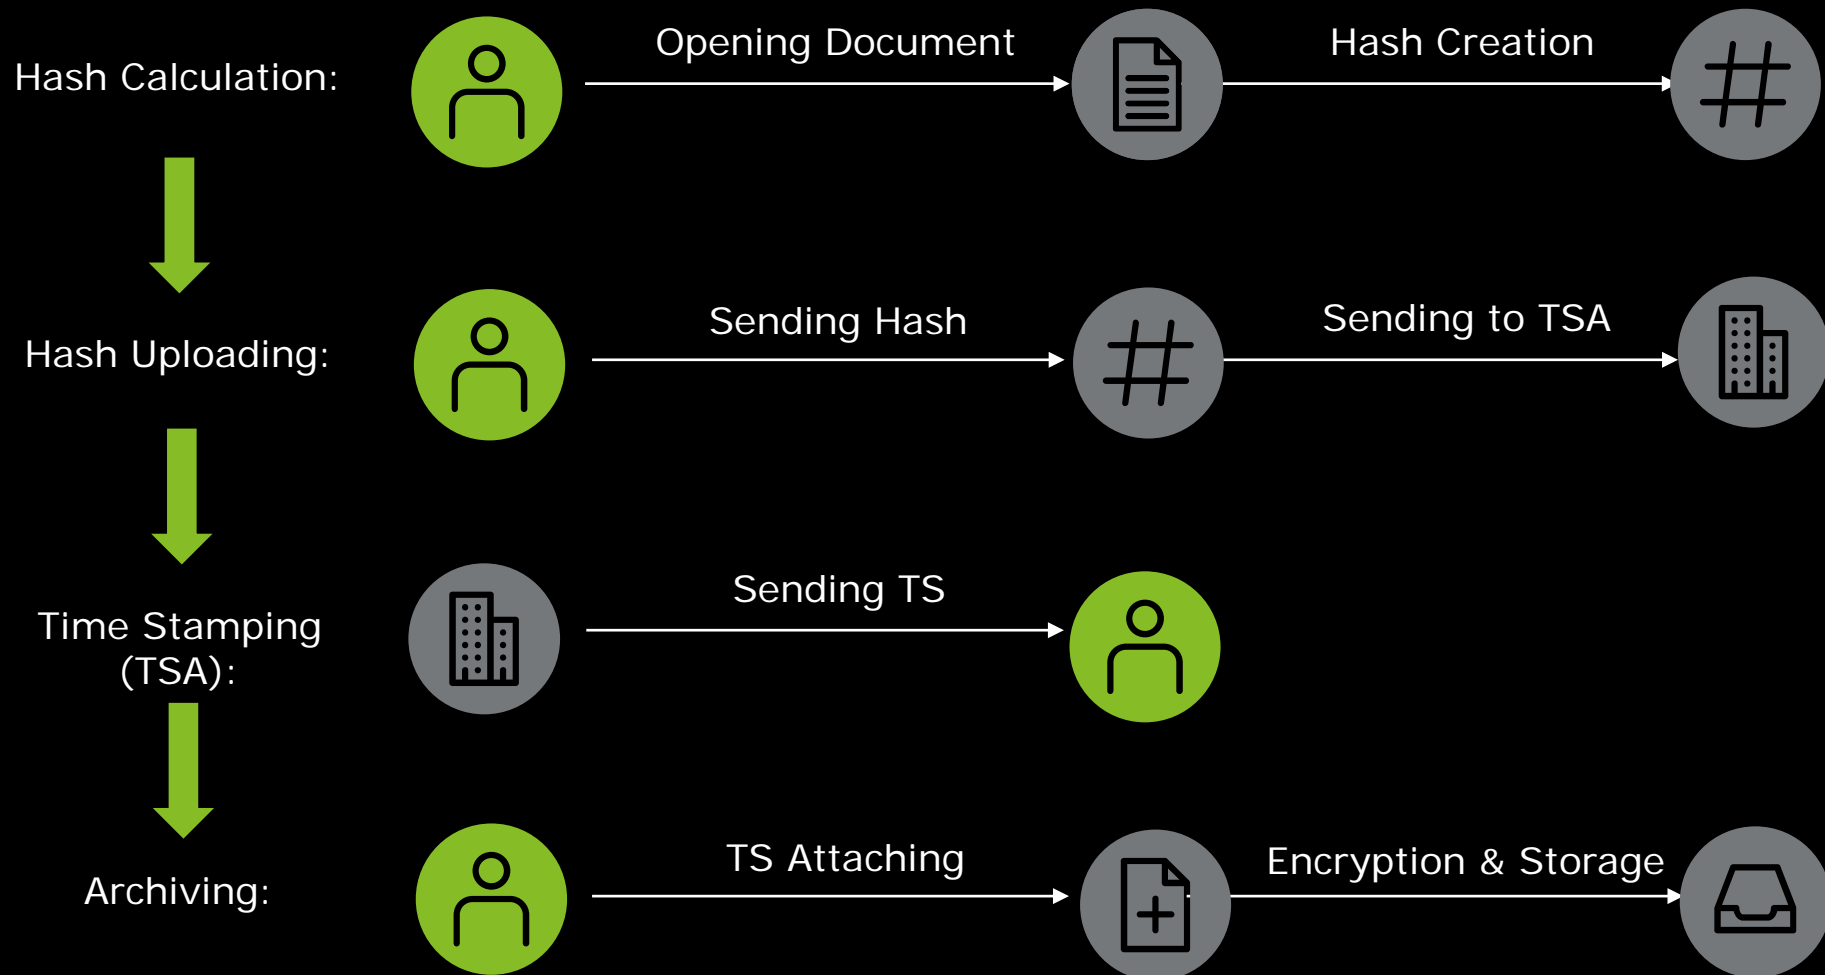 Hash Calculation:
Opening Document
Hash Creation
Hash Uploading:
Sending Hash
Sending to TSA
Time Stamping
(TSA):
Sending TS
Archiving:
TS Attaching
Encryption & Storage